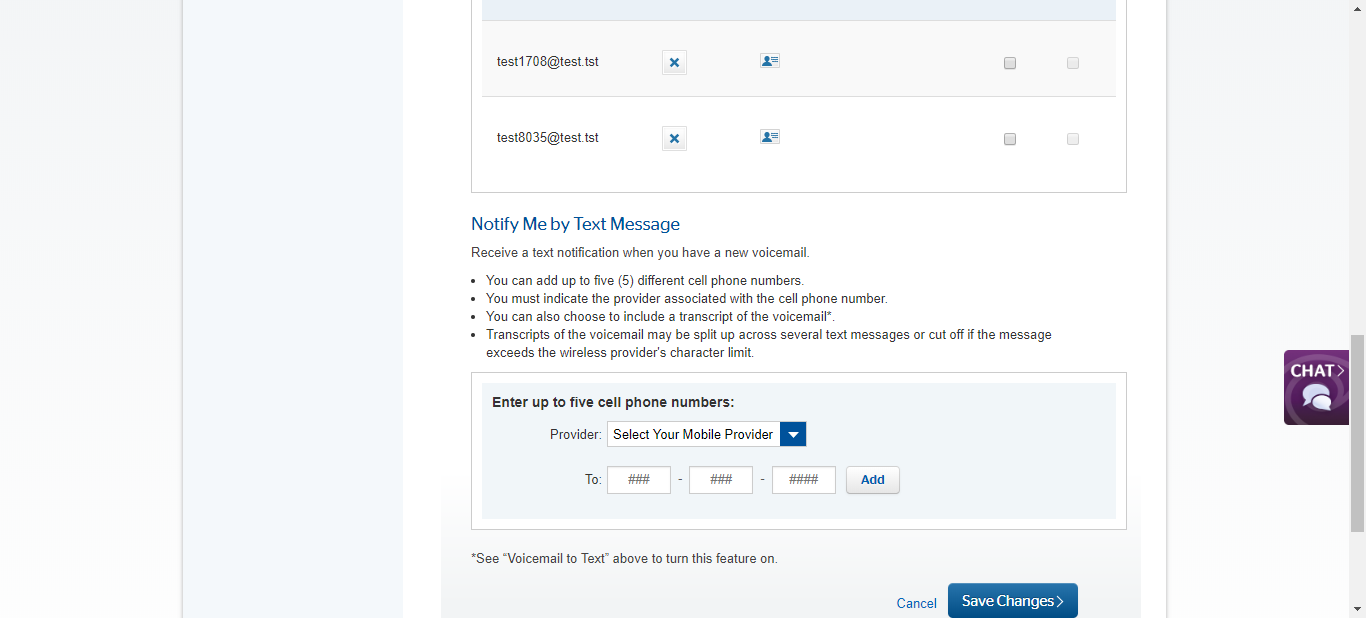 test1708@test.tst
test8035@test.tst
Notify Me by Text Message
Receive a text notification when you have a new voicemail.
You can add up to five (5) different cell phone numbers.
You must indicate the provider associated with the cell phone number.
You can also choose to include a transcript of the voicemail*.
Transcripts of the voicemail may be split up across several text messages or cut off if the message
exceeds the wireless provider's character limit.
CHAT
Enter up to five cell phone numbers:
Provider: Select Your Mobile Provider
To: ### - ### - #### Add
*See “Voicemail to Text” above to turn this feature on.
Cancel Save Changes